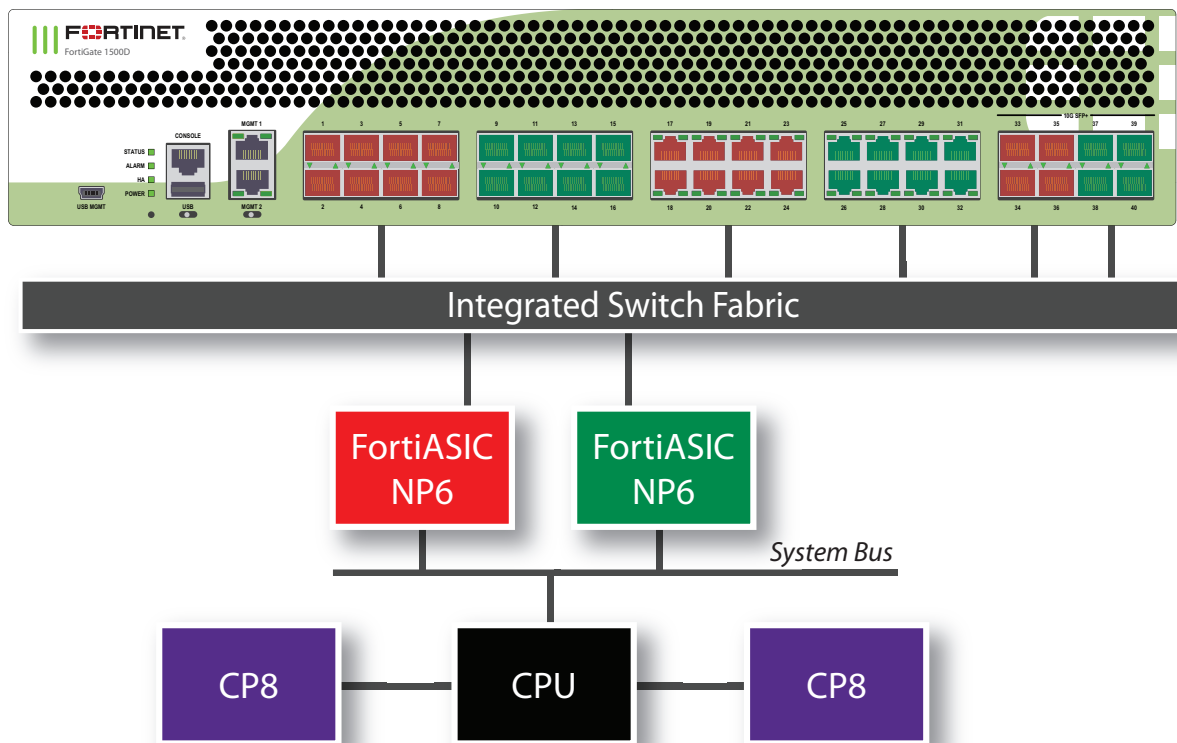 FORTINET.
FortiGate 1500D
CONSOLE
MGMT 1
1 3 5 7
9 11 13 15
17 19 21 23
25 27 29 31
10G SFP+
33 35 37 39
STATUS
ALARM
HA
POWER
USB MGMT
USB
MGMT 2
2 4 6 8
10 12 14 16
18 20 22 24
26 28 30 32
34 36 38 40
Integrated Switch Fabric
FortiASIC
NP6
FortiASIC
NP6
System Bus
CP8
CPU
CP8